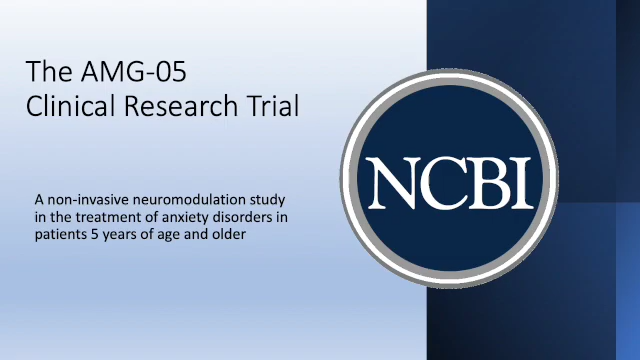 The AMG-05
Clinical Research Trial
NCBI
A non-invasive neuromodulation study
in the treatment of anxiety disorders in
patients 5 years of age and older